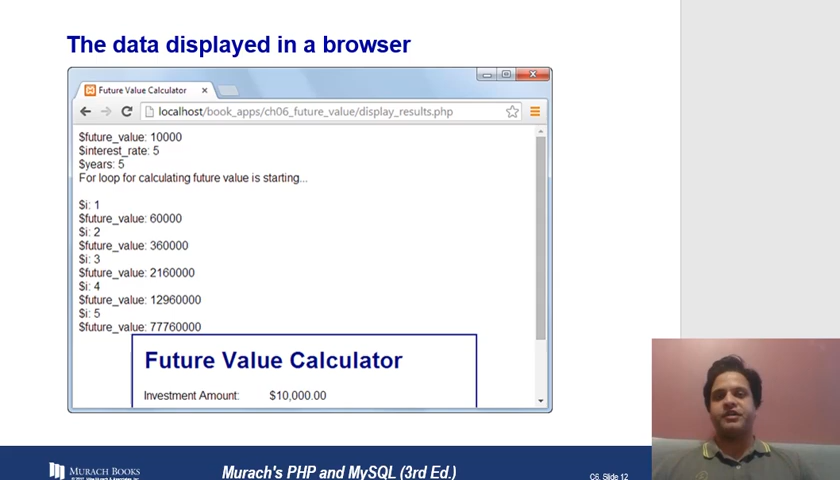 The data displayed in a browser
Future Value Calculator
localhost/book_apps/ch06_future_value/display_results.php
$future_value: 10000
$interest_rate: 5
$years: 5
For loop for calculating future value is starting...
$i: 1
$future_value: 60000
$i: 2
$future_value: 360000
$i: 3
$future_value: 2160000
$i: 4
$future_value: 12960000
$i: 5
$future_value: 77760000
Future Value Calculator
Investment Amount: $10,000.00
MURACH BOOKS
Murach's PHP and MySQL (3rd Ed.)
C6, Slide 12